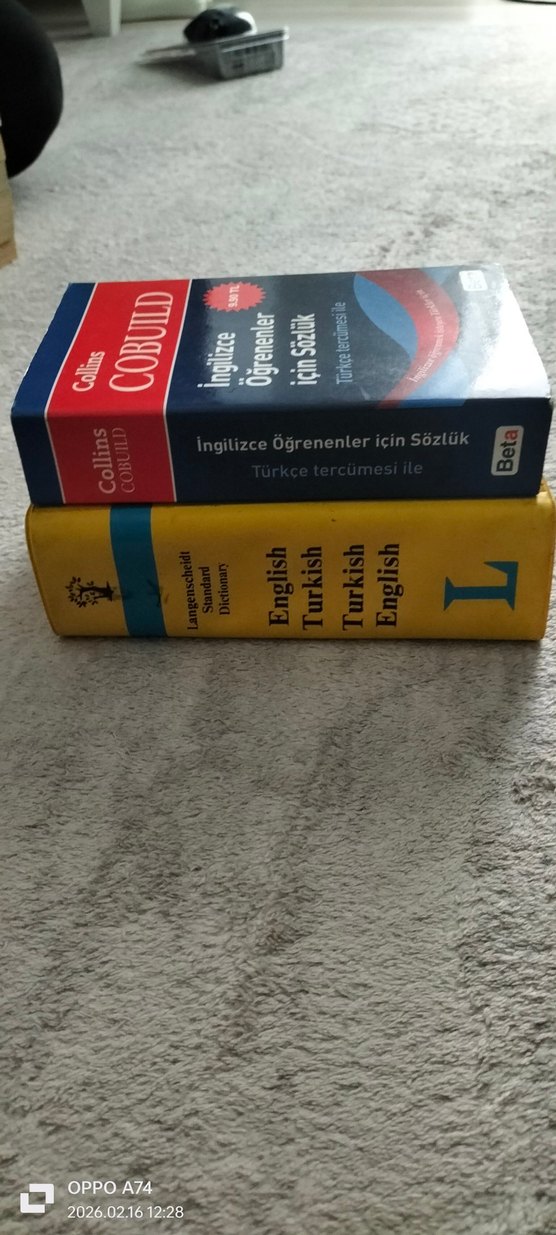 Collins
COBUILD
9.90 TL
İngilizce
Öğrenenler
için Sözlük
Türkçe tercümesi ile
Collins
COBUILD
İngilizce Öğrenenler için Sözlük
Türkçe tercümesi ile
Beta
Langenscheidt
Standard
Dictionary
English
Turkish
Turkish
English
L
OPPO A74
2026.02.16 12:28